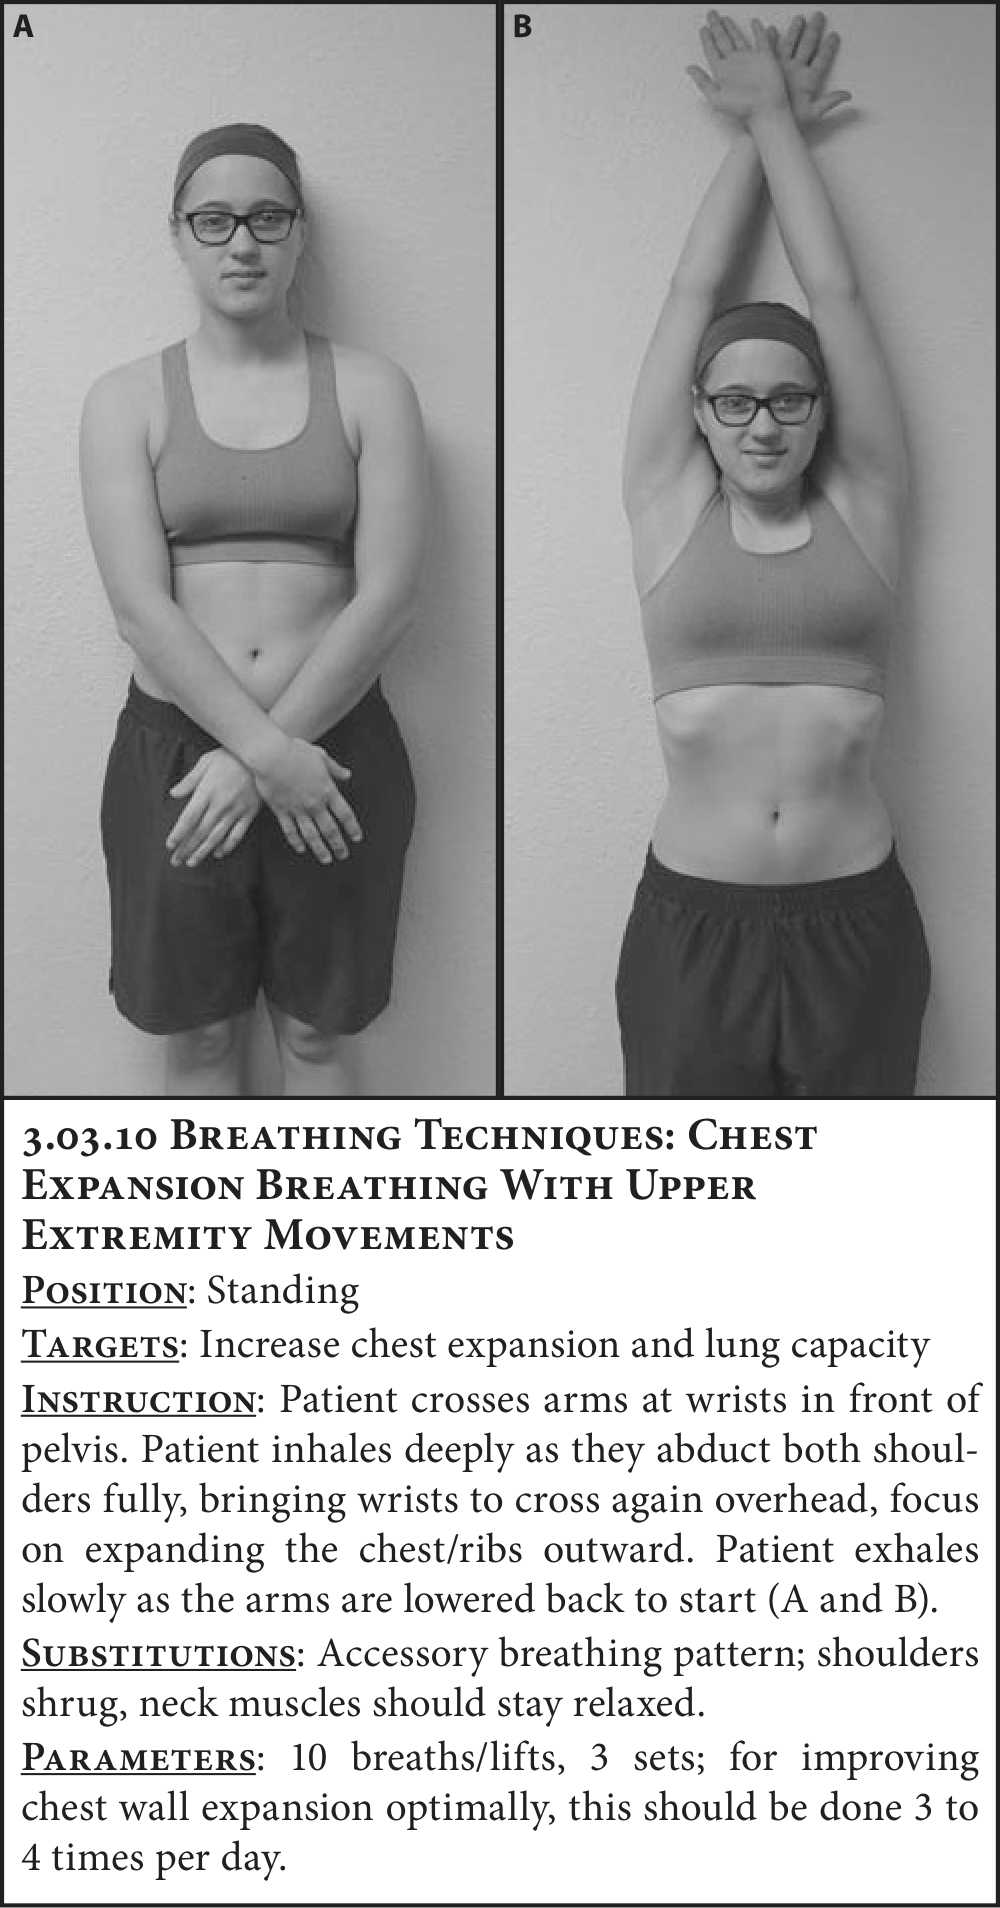 A
B
3.03.10 Breathing Techniques: Chest
Expansion Breathing With Upper
Extremity Movements
Position: Standing
Targets: Increase chest expansion and lung capacity
Instruction: Patient crosses arms at wrists in front of
pelvis. Patient inhales deeply as they abduct both shoul-
ders fully, bringing wrists to cross again overhead, focus
on expanding the chest/ribs outward. Patient exhales
slowly as the arms are lowered back to start (A and B).
Substitutions: Accessory breathing pattern; shoulders
shrug, neck muscles should stay relaxed.
Parameters: 10 breaths/lifts, 3 sets; for improving
chest wall expansion optimally, this should be done 3 to
4 times per day.